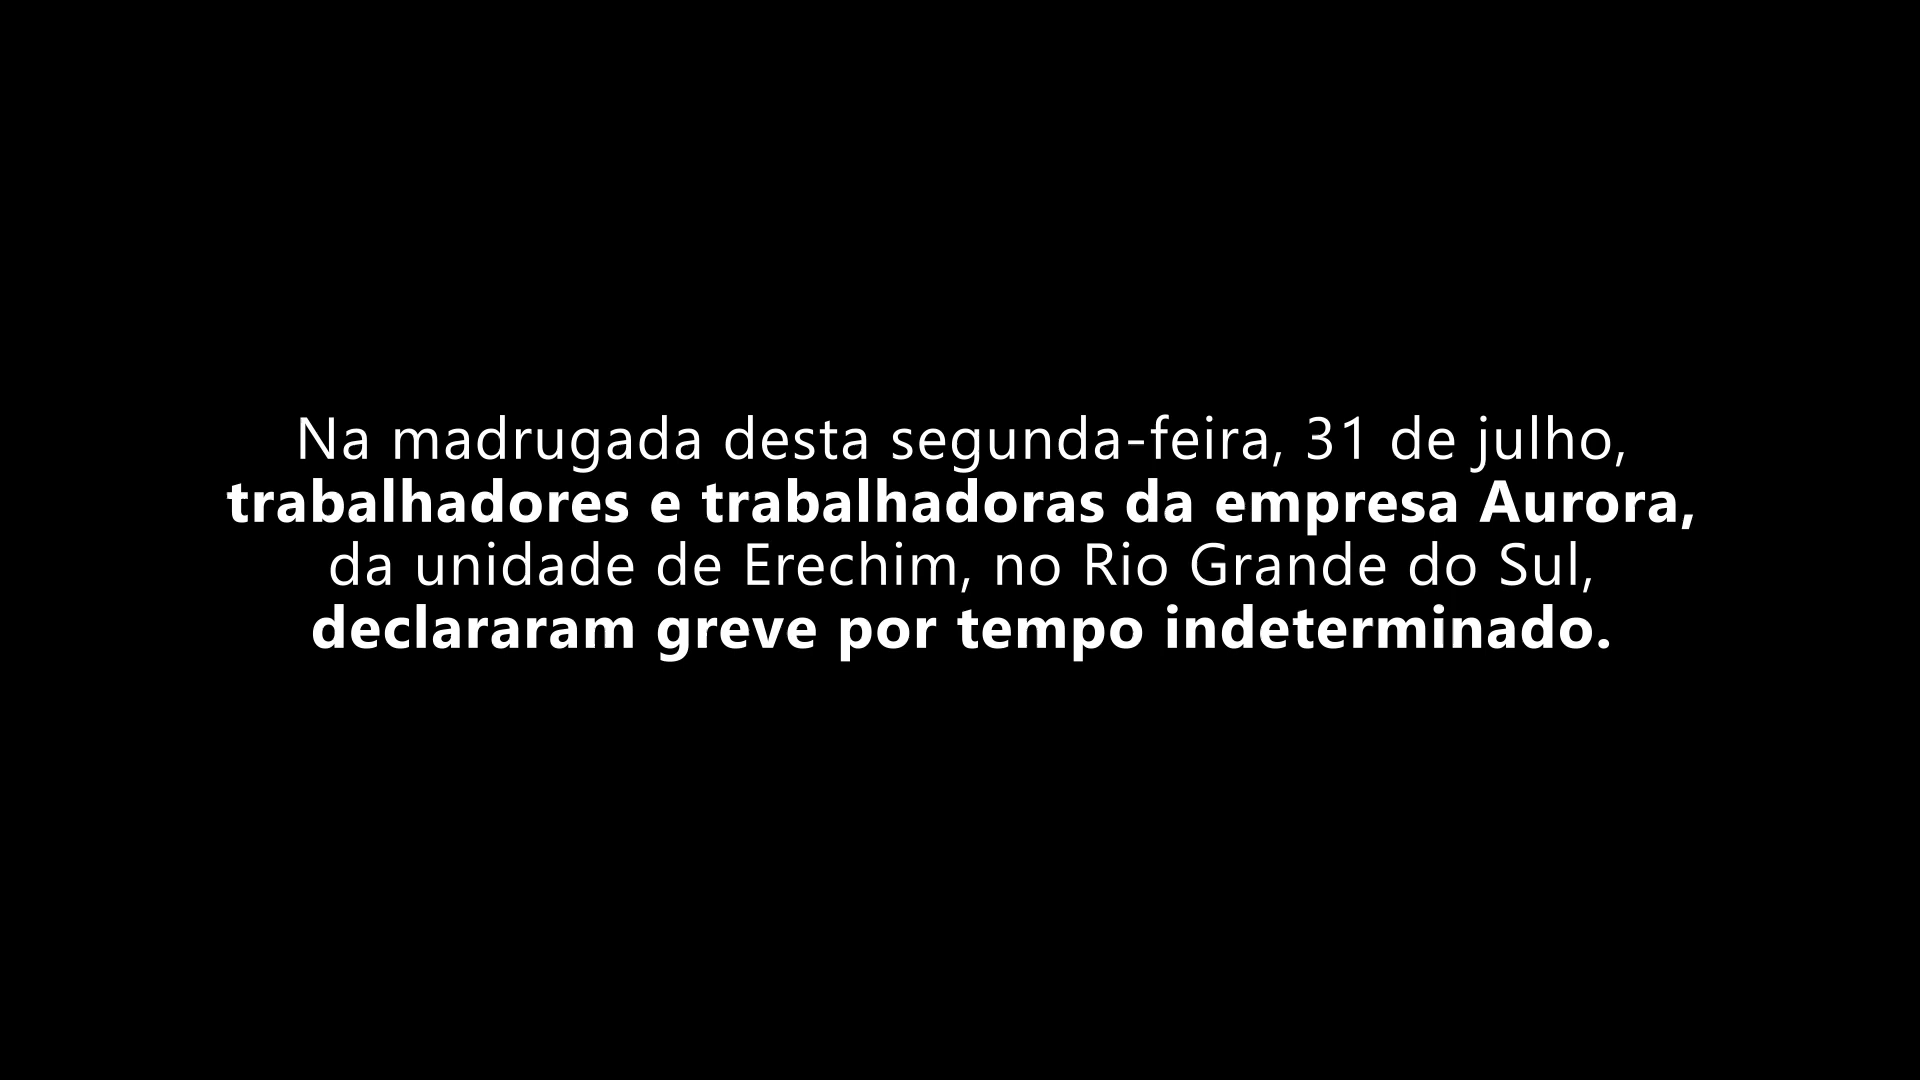 Na madrugada desta segunda-feira, 31 de julho,
trabalhadores e trabalhadoras da empresa Aurora,
da unidade de Erechim, no Rio Grande do Sul,
declararam greve por tempo indeterminado.